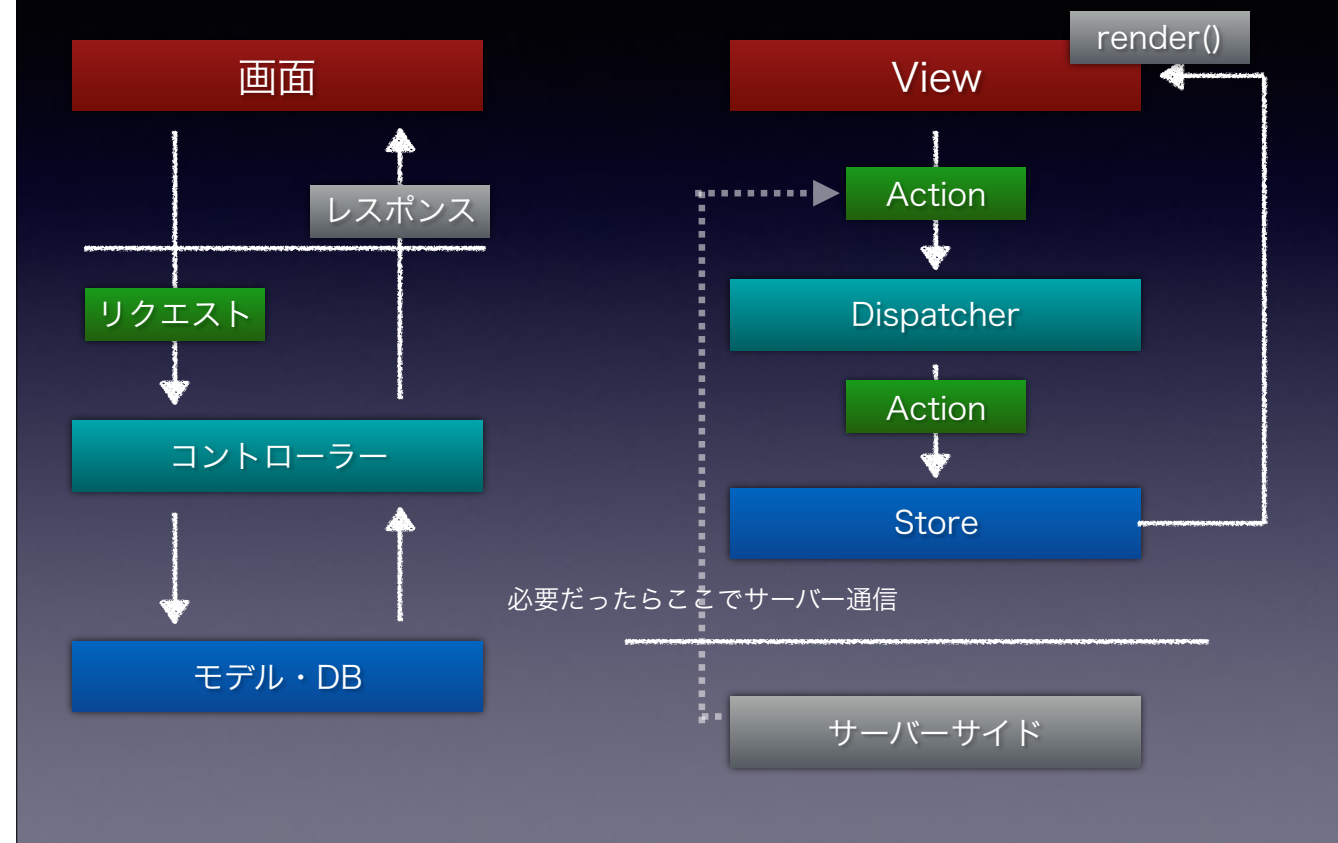 画面
レスポンス
リクエスト
コントローラー
モデル・DB
render()
View
Action
Dispatcher
Action
Store
必要だったらここでサーバー通信
サーバーサイド